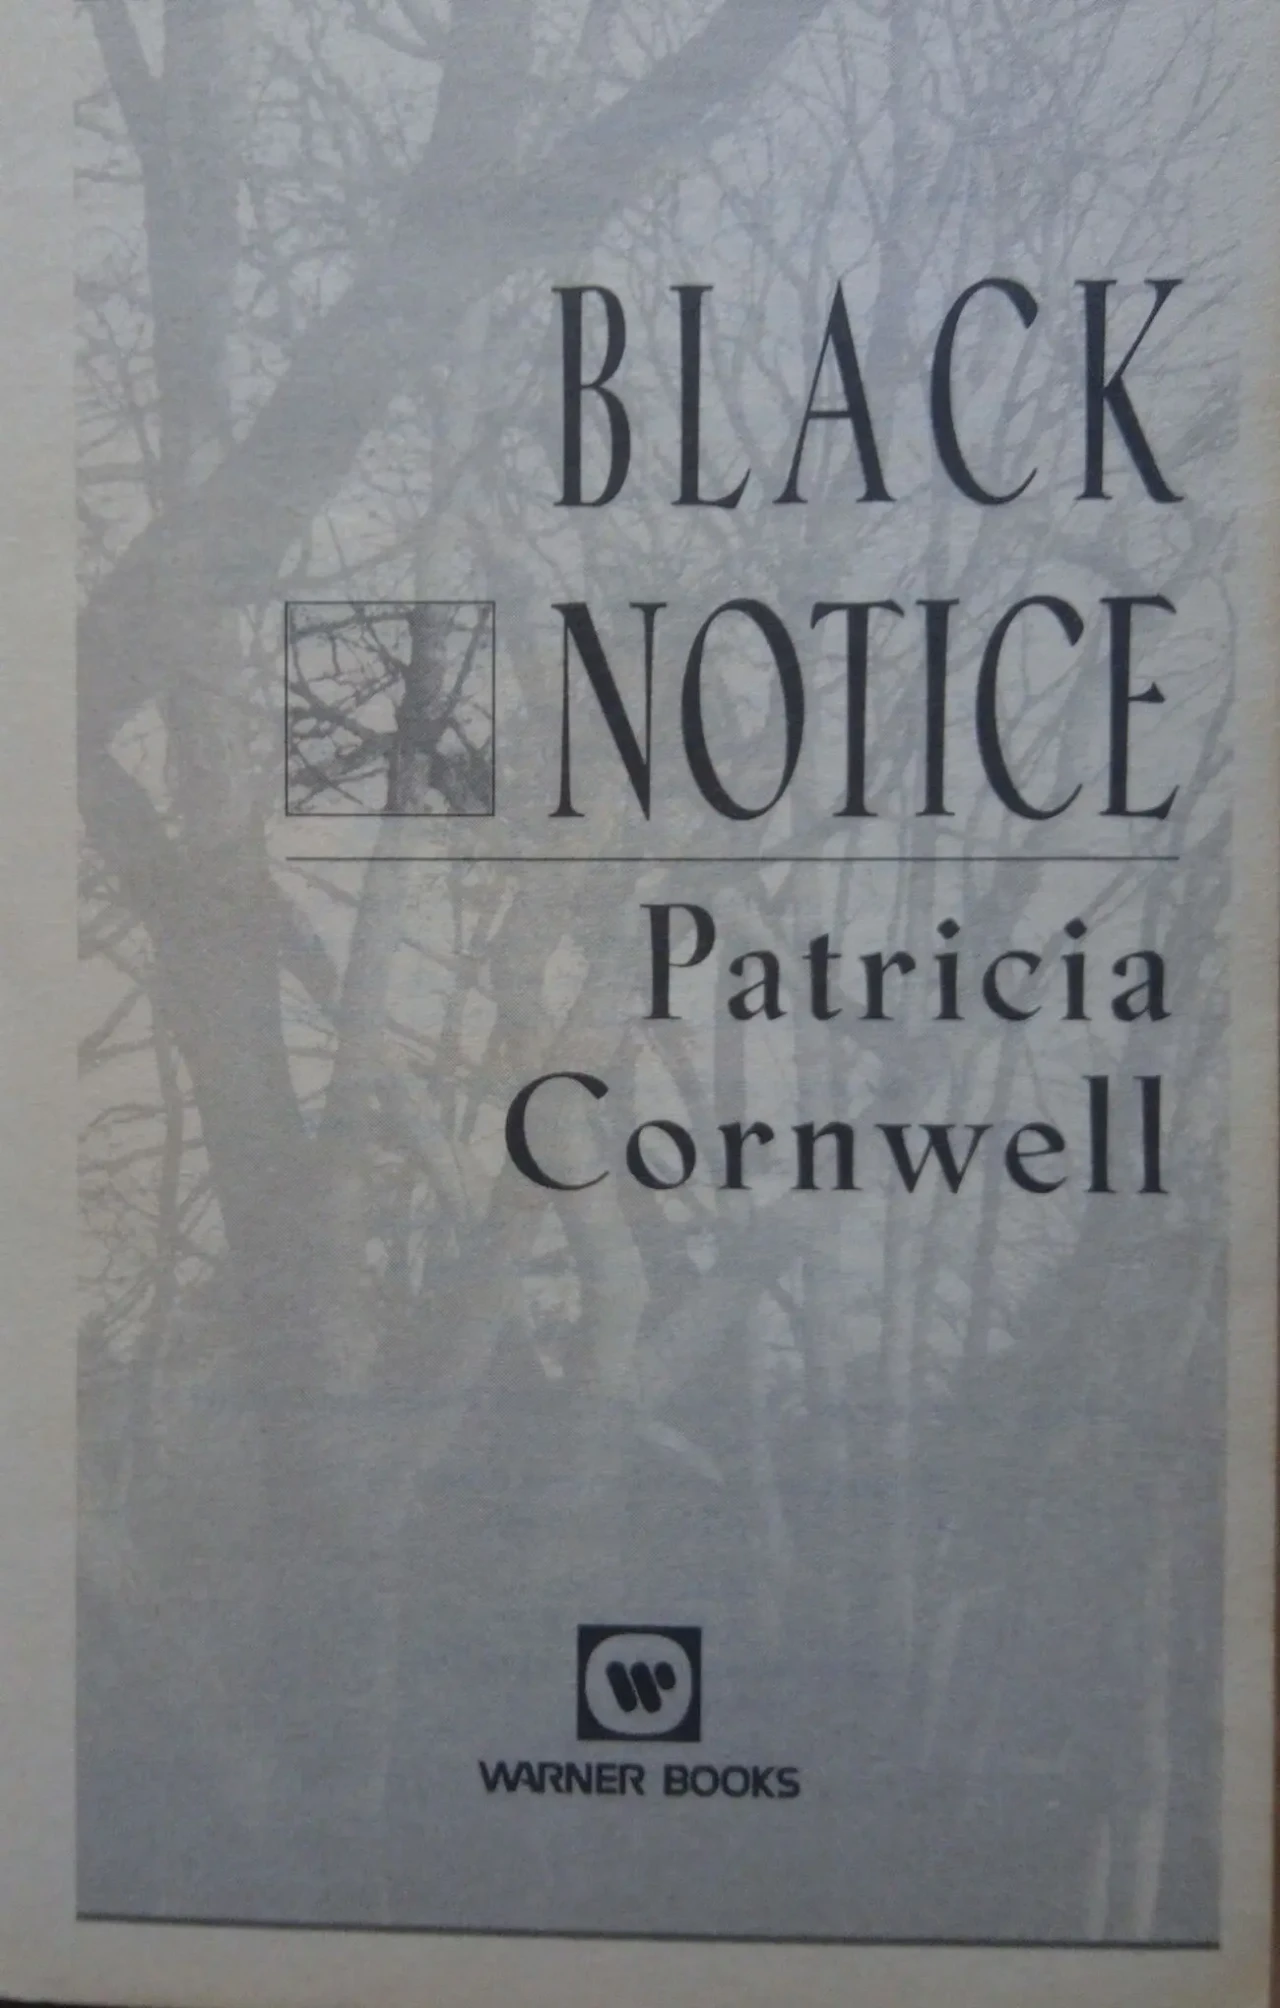 BLACK
NOTICE
Patricia
Cornwell
W
WARNER BOOKS